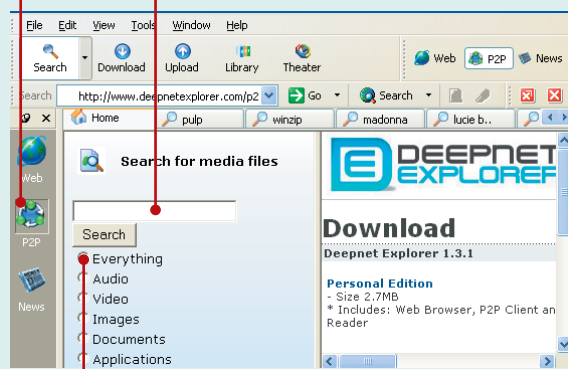 File Edit View Tools Window Help
Search Download Upload Library Theater Web P2P News
Search http://www.deepnetexplorer.com/p2 Go Search
Home pulp winzip madonna lucie b..
Web
P2P
News
Search for media files
Search
Everything
Audio
Video
Images
Documents
Applications
DEEPNET
EXPLORER
Download
Deepnet Explorer 1.3.1
Personal Edition
- Size 2.7MB
* Includes: Web Browser, P2P Client an
Reader